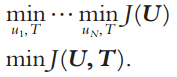 min ⋯ min J(U)
u₁,T u_N,T
min J(U, T).